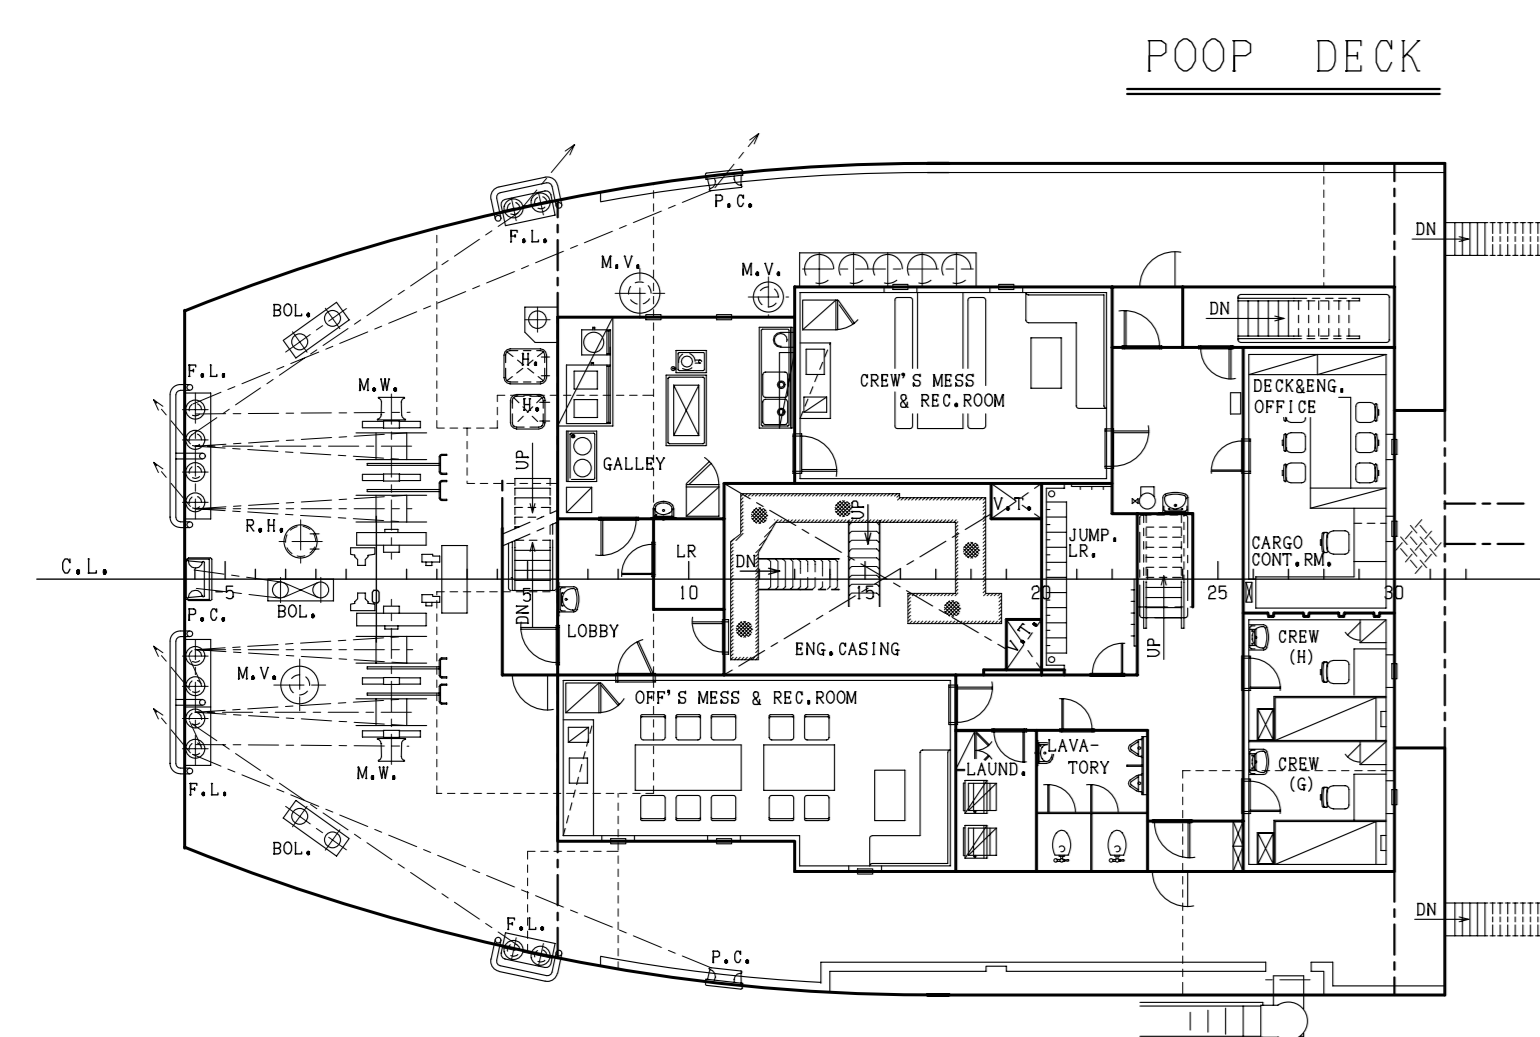 POOP DECK
P.C.
F.L.
DN
M.V.
M.V.
BOL.
DN
H.
F.L.
M.W.
CREW'S MESS
& REC.ROOM
DECK&ENG.
OFFICE
H.
UP
GALLEY
V.T.
UP
R.H.
LR
JUMP.
LR.
CARGO
CONT.RM.
DN
C.L.
-5
0
5
10
15
20
25
30
P.C.
BOL.
DN
LOBBY
ENG.CASING
V.T.
UP
CREW
(H)
M.V.
OFF'S MESS & REC.ROOM
LAVA-
TORY
LAUND.
M.W.
F.L.
CREW
(G)
BOL.
F.L.
DN
P.C.